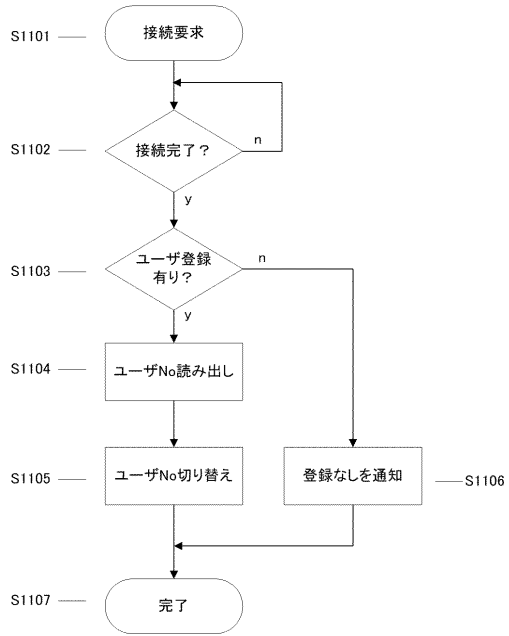 S1101
接続要求
S1102
接続完了？
n
y
S1103
ユーザ登録
有り？
n
y
S1104
ユーザNo読み出し
S1105
ユーザNo切り替え
登録なしを通知
S1106
S1107
完了